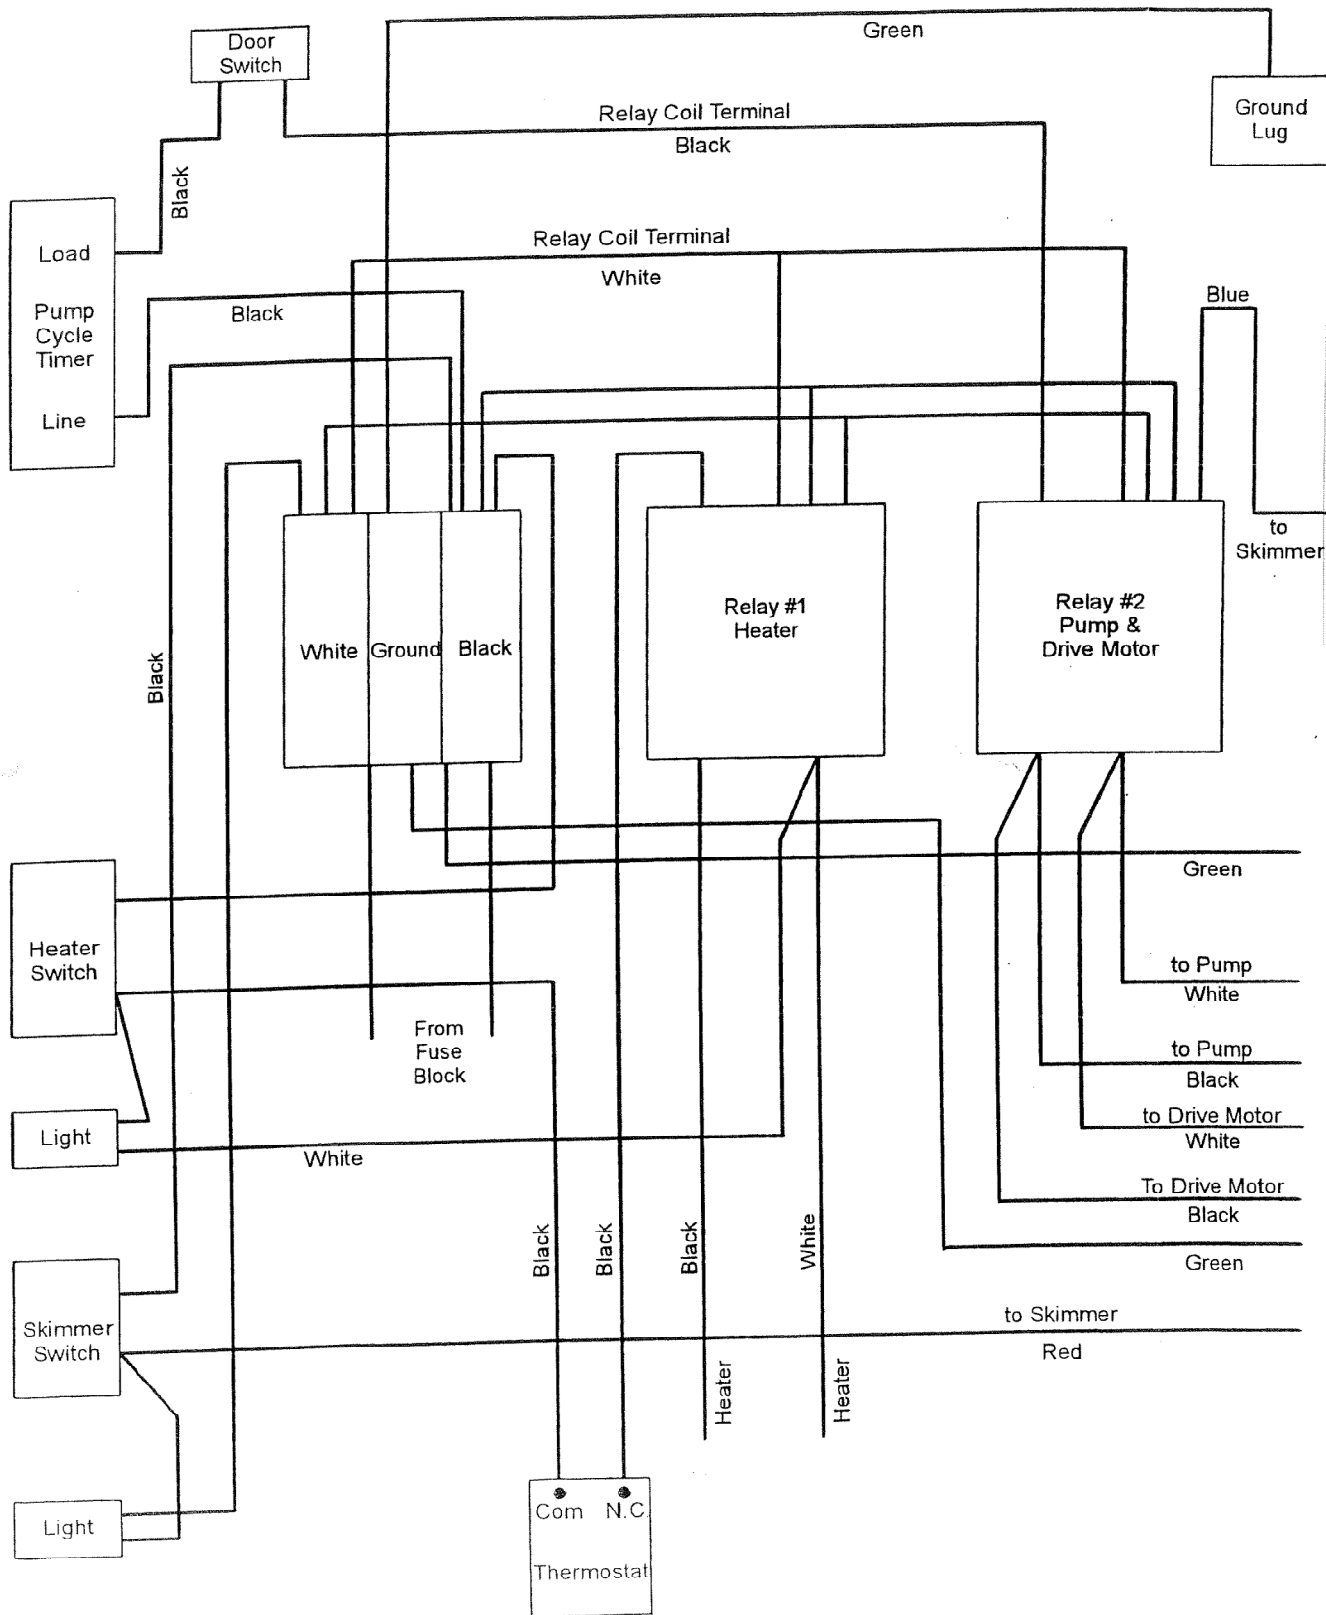 Door
Switch
Green
Ground
Lug
Relay Coil Terminal
Black
Black
Load
Pump
Cycle
Timer
Line
Relay Coil Terminal
White
Black
Blue
to
Skimmer
White
Ground
Black
Relay #1
Heater
Relay #2
Pump &
Drive Motor
Black
Green
Heater
Switch
to Pump
White
From
Fuse
Block
to Pump
Black
Light
White
to Drive Motor
White
To Drive Motor
Black
Black
Black
Black
White
Green
Skimmer
Switch
to Skimmer
Red
Heater
Heater
Light
Com
N.C.
Thermostat